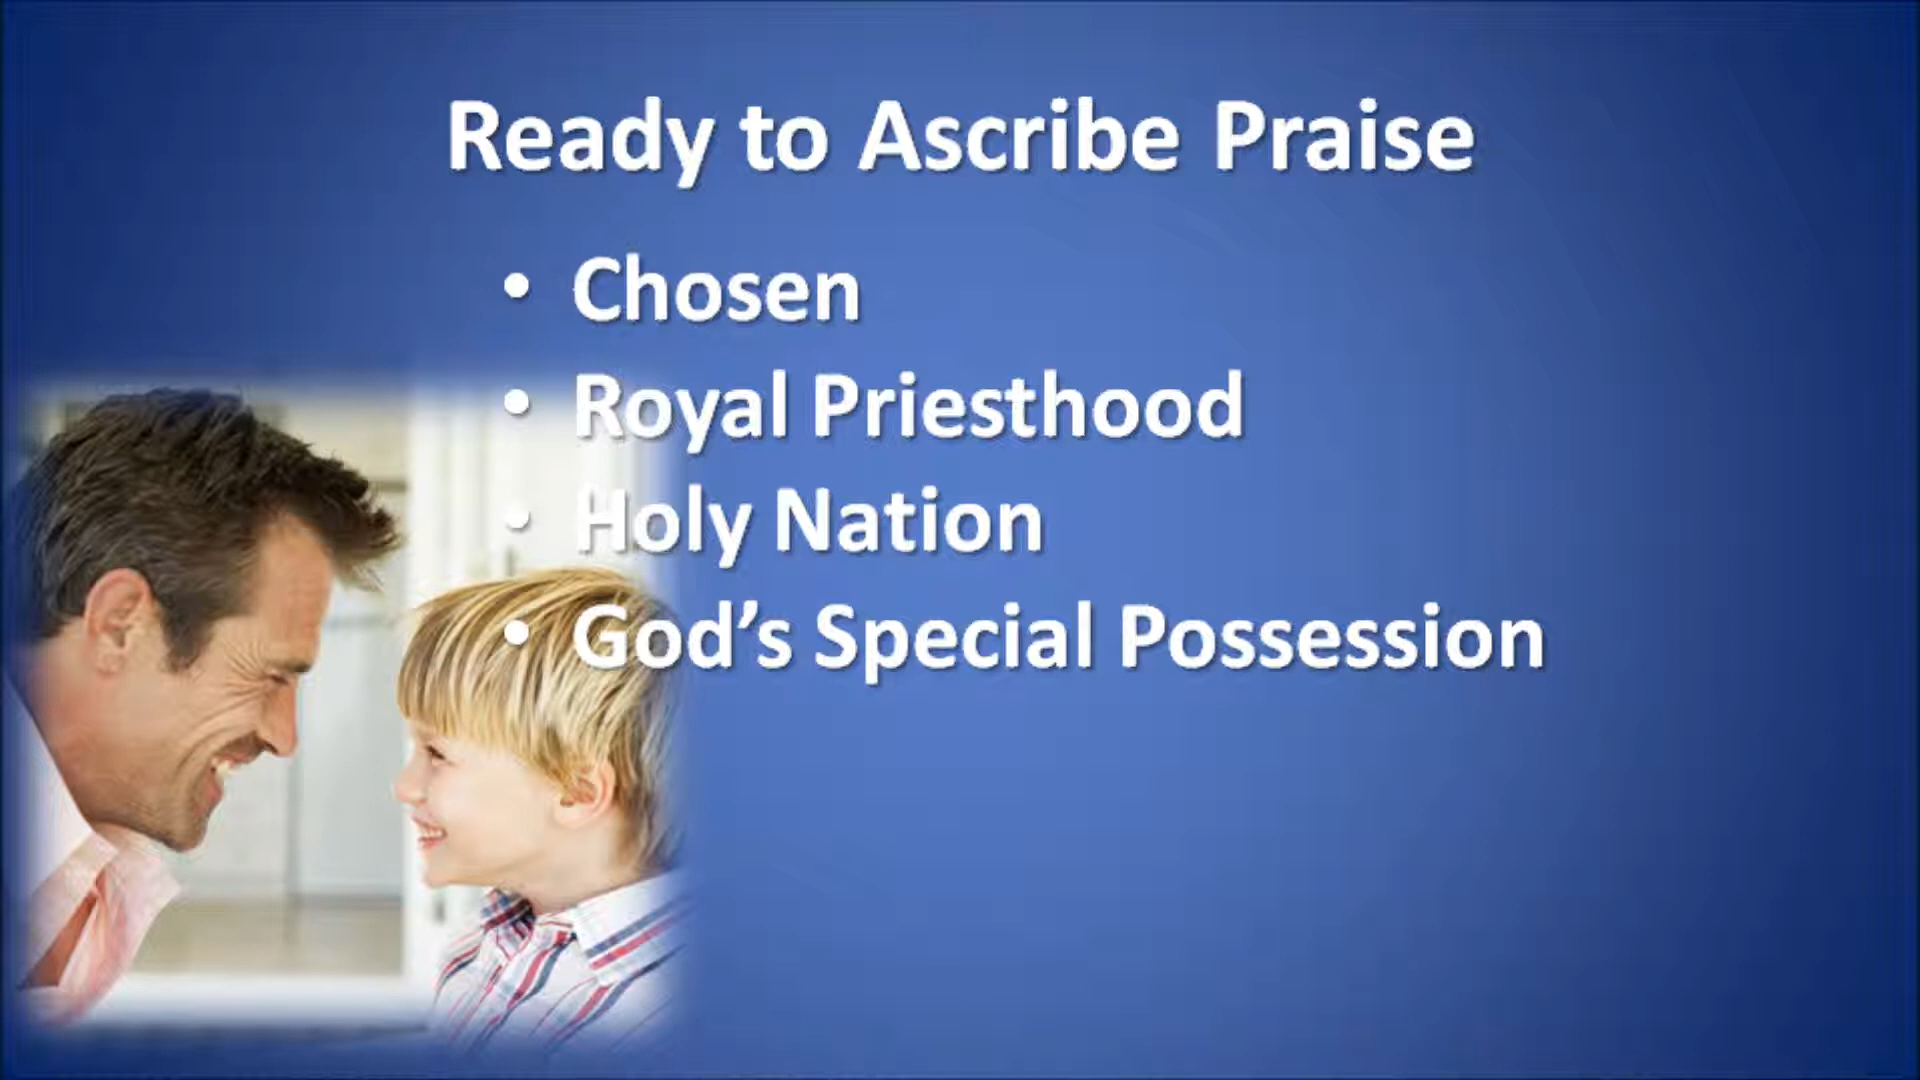 Ready to Ascribe Praise
• Chosen
• Royal Priesthood
• Holy Nation
• God’s Special Possession